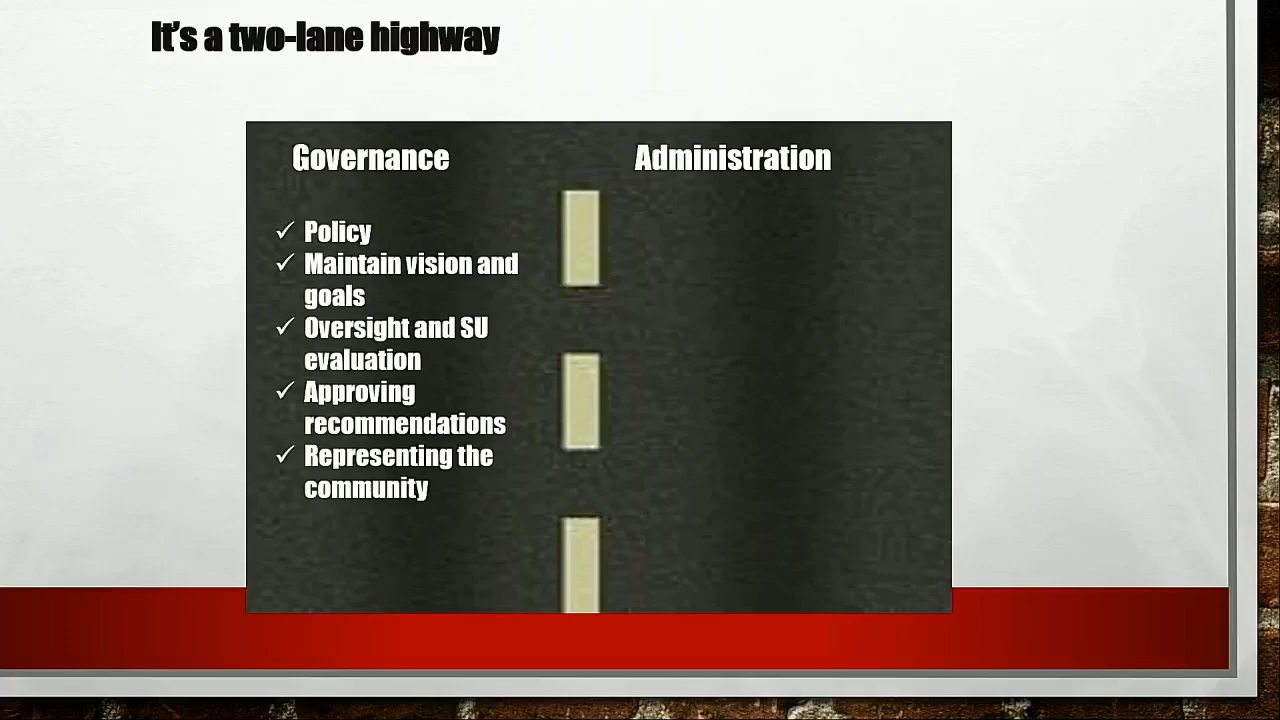 It's a two-lane highway
Governance
✓ Policy
✓ Maintain vision and
goals
✓ Oversight and SU
evaluation
✓ Approving
recommendations
✓ Representing the
community
Administration